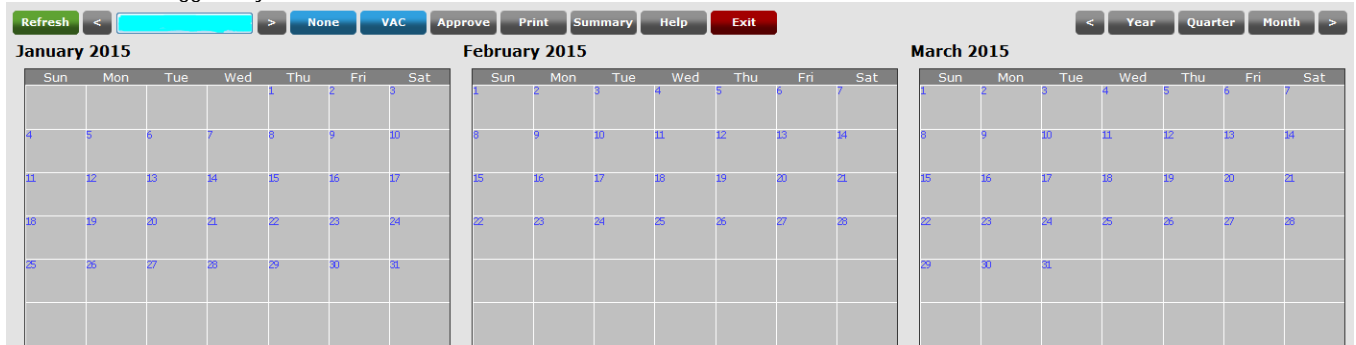 Refresh < > None VAC Approve Print Summary Help Exit < Year Quarter Month >
January 2015 February 2015 March 2015
Sun Mon Tue Wed Thu Fri Sat Sun Mon Tue Wed Thu Fri Sat Sun Mon Tue Wed Thu Fri Sat
1 2 3 1 2 3 4 5 6 7 1 2 3 4 5 6 7
4 5 6 7 8 9 10 8 9 10 11 12 13 14 8 9 10 11 12 13 14
11 12 13 14 15 16 17 15 16 17 18 19 20 21 15 16 17 18 19 20 21
18 19 20 21 22 23 24 22 23 24 25 26 27 28 22 23 24 25 26 27 28
25 26 27 28 29 30 31 29 30 31